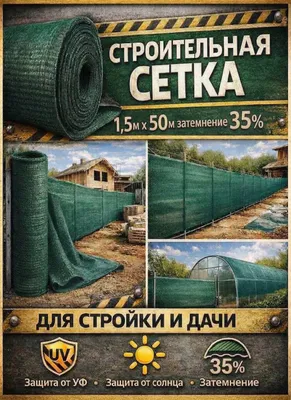 СТРОИТЕЛЬНАЯ
СЕТКА
1,5м x 50м затемнение 35%
ДЛЯ СТРОЙКИ И ДАЧИ
UV
35%
Защита от УФ • Защита от солнца • Затемнение